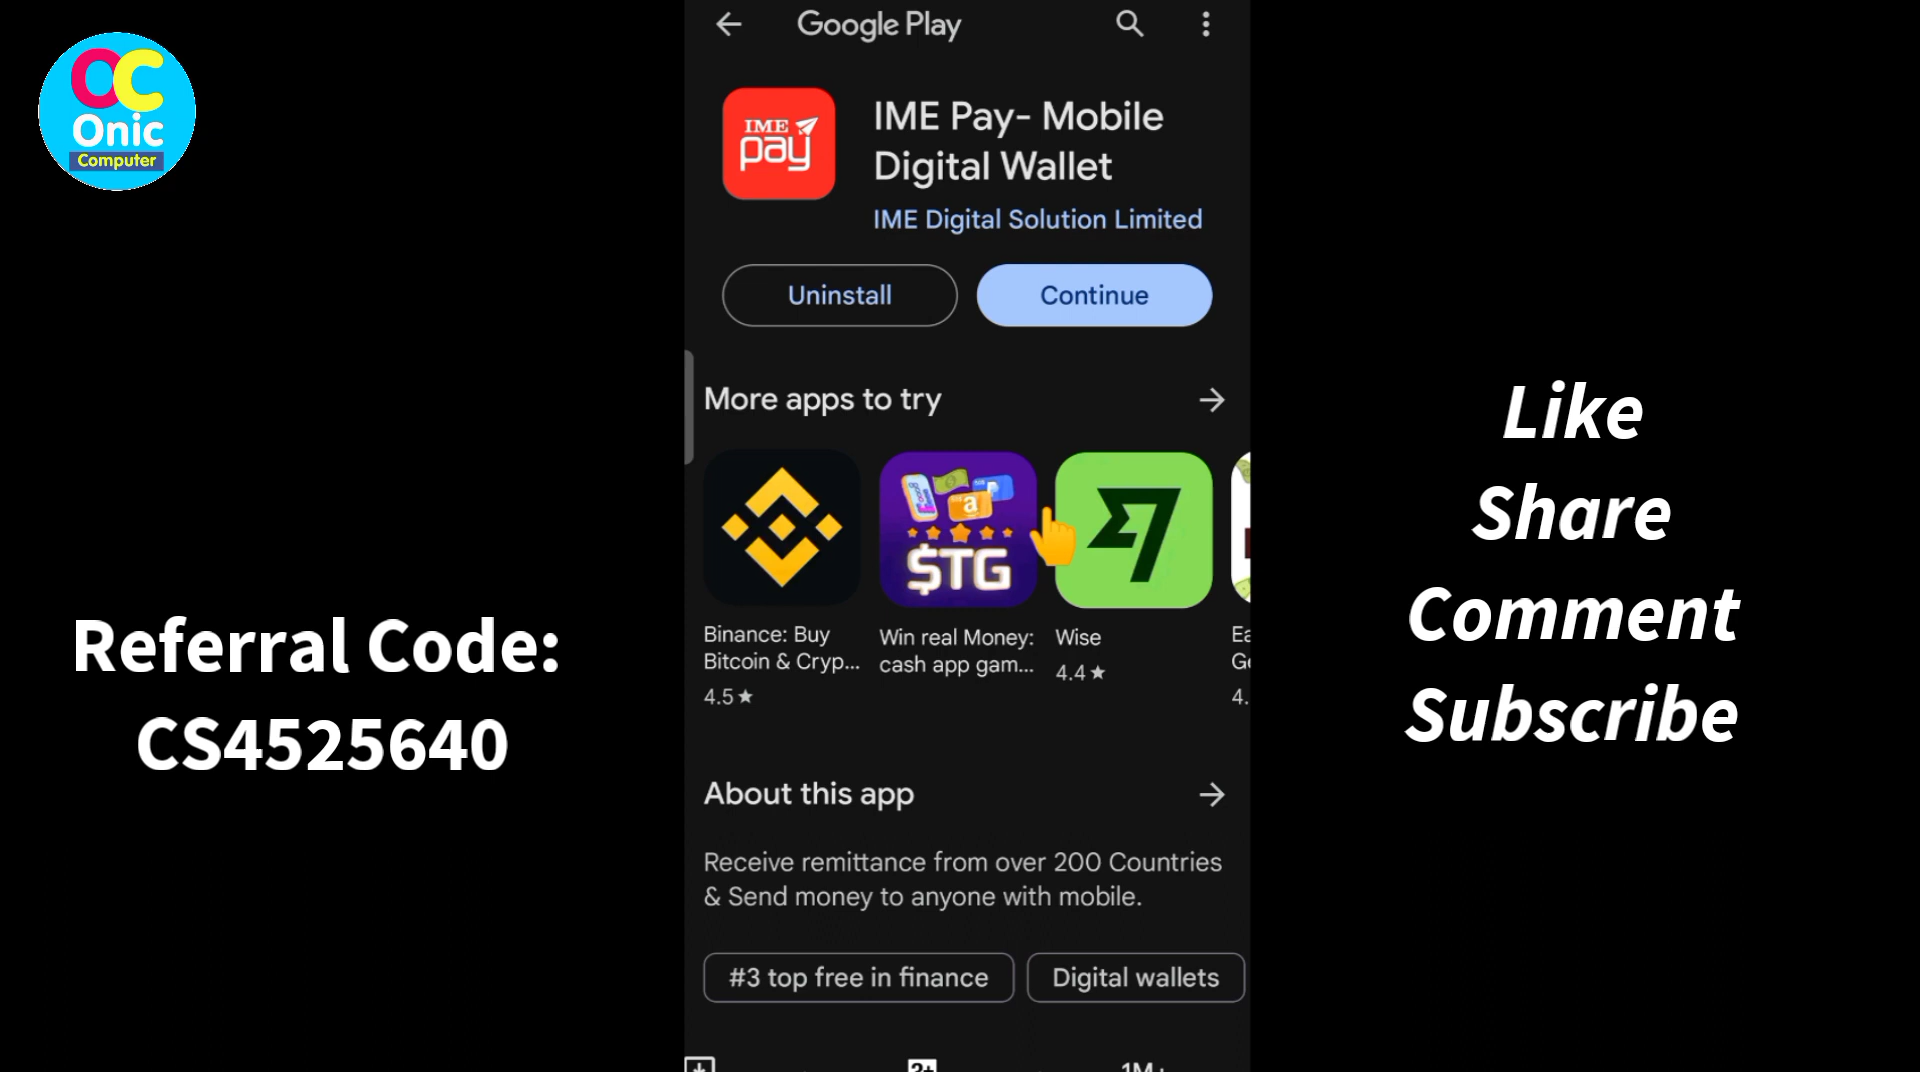 OC
Onic
Computer
Google Play
IME
pay
IME Pay- Mobile
Digital Wallet
IME Digital Solution Limited
Uninstall
Continue
More apps to try
$TG
Binance: Buy
Bitcoin & Cryp...
4.5★
Win real Money:
cash app gam...
Wise
4.4★
Ea
Ge
4.
About this app
Receive remittance from over 200 Countries
& Send money to anyone with mobile.
#3 top free in finance
Digital wallets
Referral Code:
CS4525640
Like
Share
Comment
Subscribe